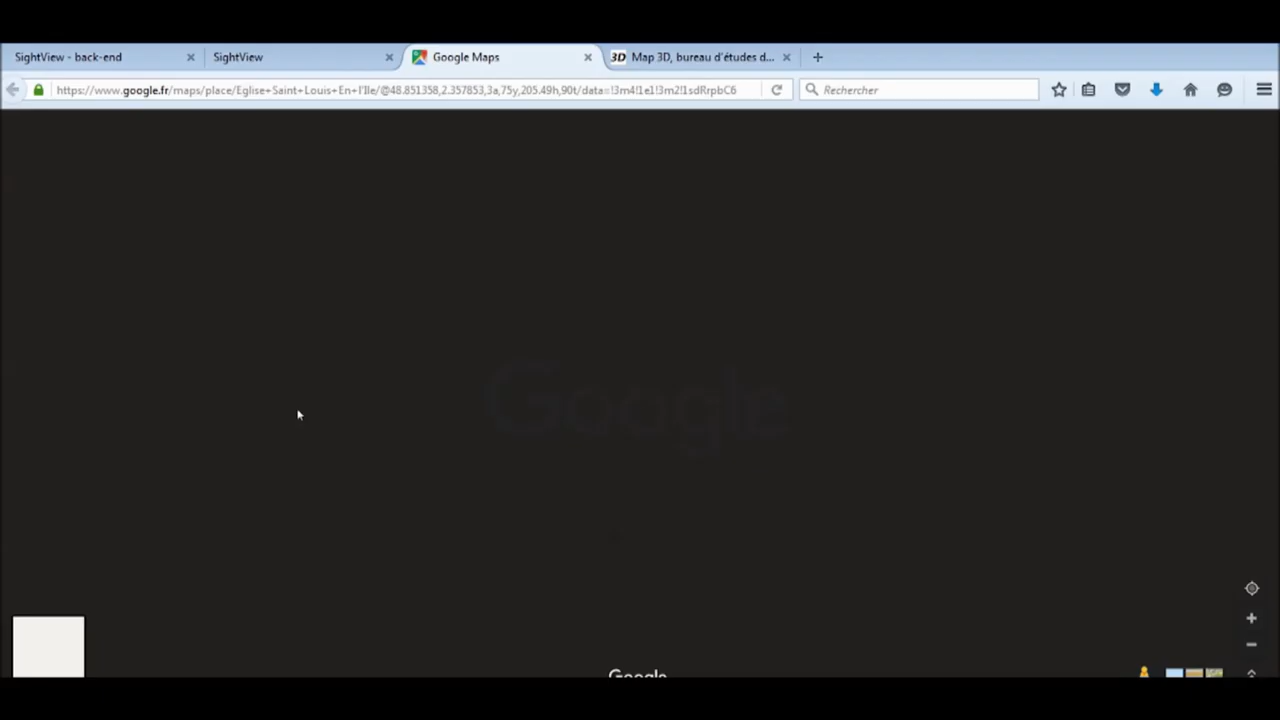 SightView - back-end
SightView
Google Maps
3D Map 3D, bureau d'études d...
https://www.google.fr/maps/place/Eglise+Saint+Louis+En+l'Ile/@48.851358,2.357853,3a,75y,205.49h,90t/data=!3m4!1e1!3m2!1sdRrpbC6
Rechercher
Google
Google